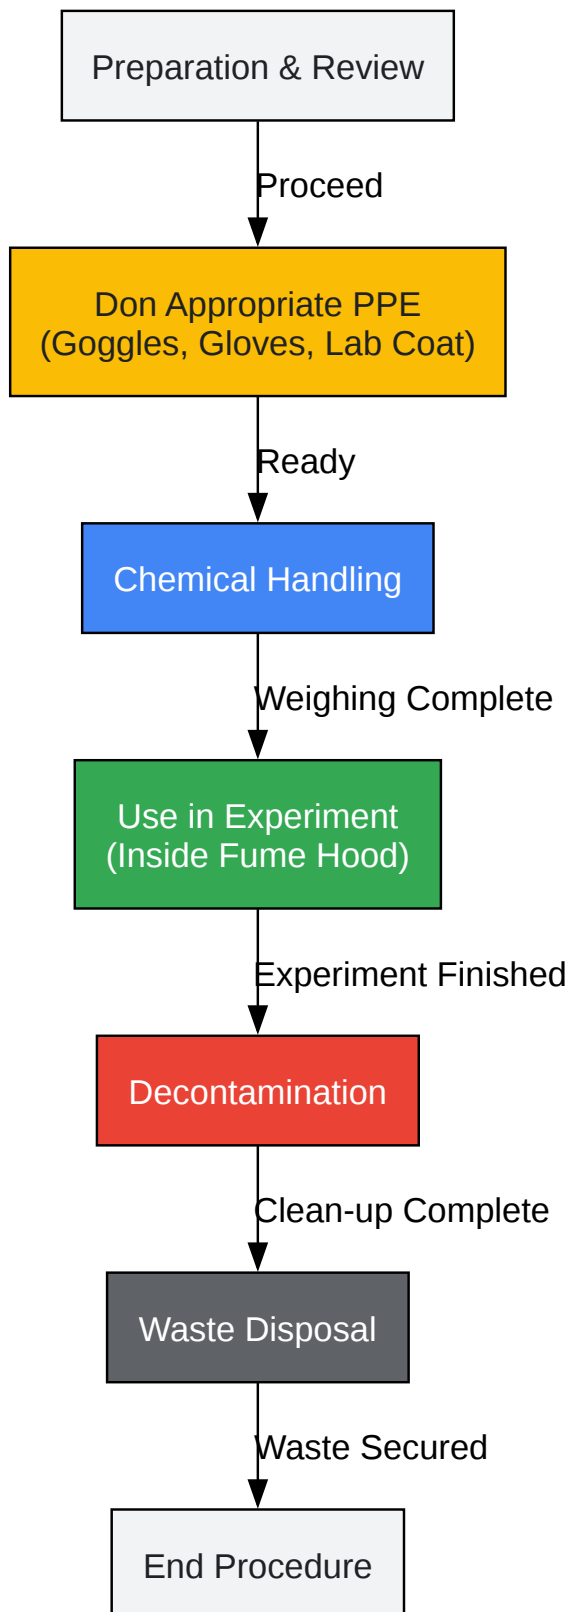 Preparation & Review
Proceed
Don Appropriate PPE
(Goggles, Gloves, Lab Coat)
Ready
Chemical Handling
Weighing Complete
Use in Experiment
(Inside Fume Hood)
Experiment Finished
Decontamination
Clean-up Complete
Waste Disposal
Waste Secured
End Procedure